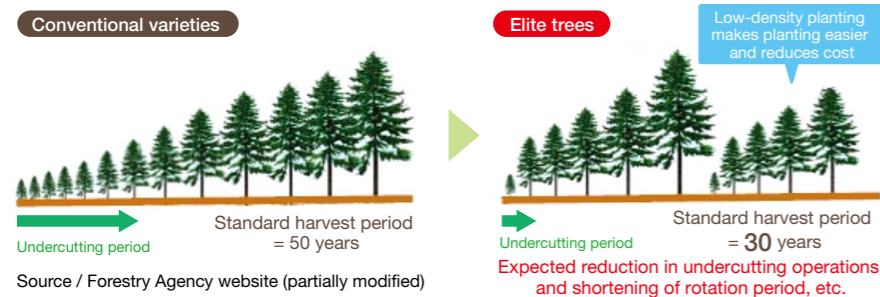 Conventional varieties
Undercutting period
Standard harvest period
= 50 years
Source / Forestry Agency website (partially modified)
Elite trees
Low-density planting
makes planting easier
and reduces cost
Undercutting period
Standard harvest period
= 30 years
Expected reduction in undercutting operations
and shortening of rotation period, etc.